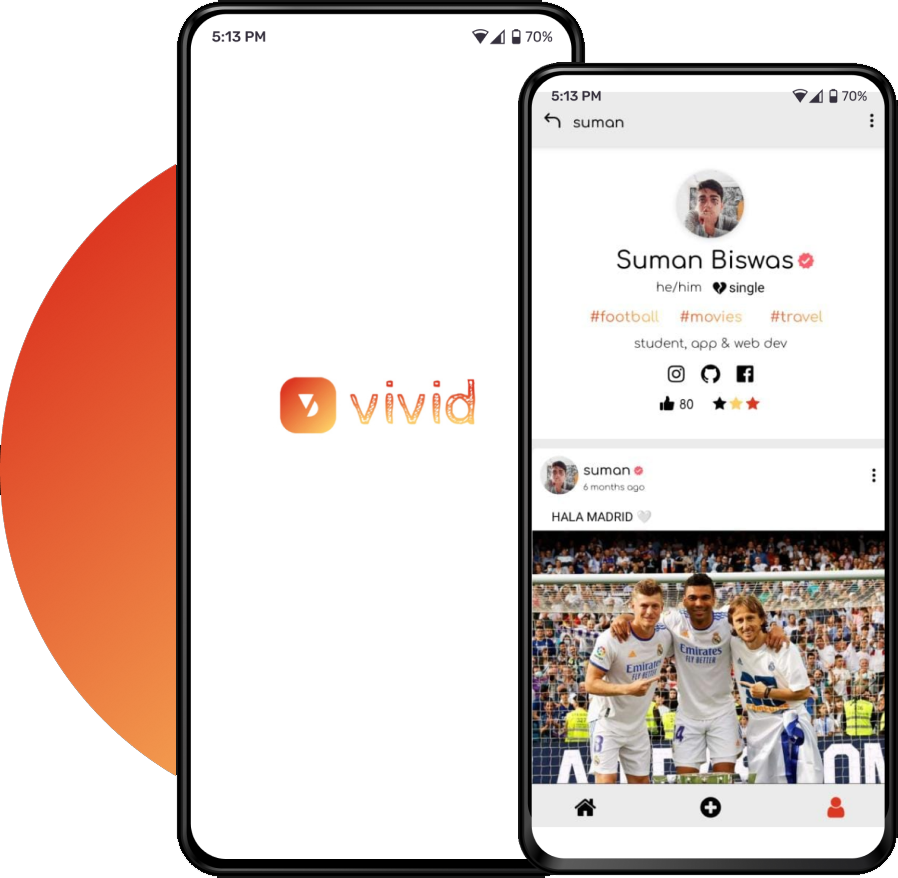 5:13 PM
70%
vivid
5:13 PM
70%
suman
Suman Biswas
he/him
single
#football #movies #travel
student, app & web dev
80
suman
6 months ago
HALA MADRID 🤍
Emirates
FLY BETTER
Emirates
FLY BETTER